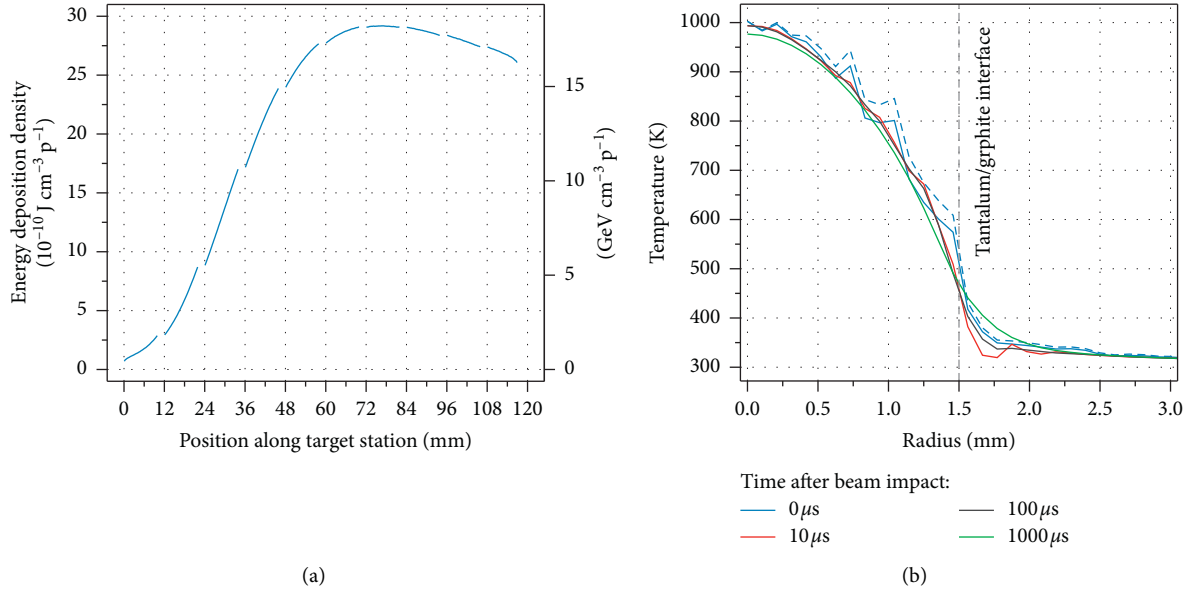 30
25
20
15
10
5
0
Energy deposition density
(10⁻¹⁰ J cm⁻³ p⁻¹)
15
10
5
0
(GeV cm⁻³ p⁻¹)
0 12 24 36 48 60 72 84 96 108 120
Position along target station (mm)
(a)
1000
900
800
700
600
500
400
300
Temperature (K)
Tantalum/grphite interface
0.0 0.5 1.0 1.5 2.0 2.5 3.0
Radius (mm)
Time after beam impact:
0 μs
10 μs
100 μs
1000 μs
(b)